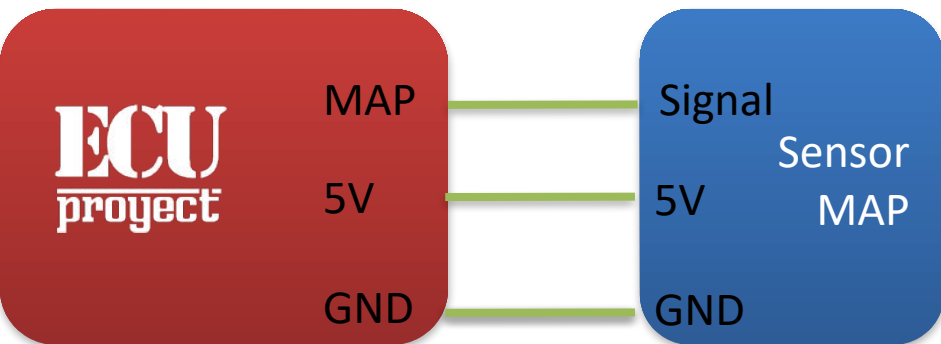 ECU
proyect
MAP
5V
GND
Signal
5V
GND
Sensor
MAP